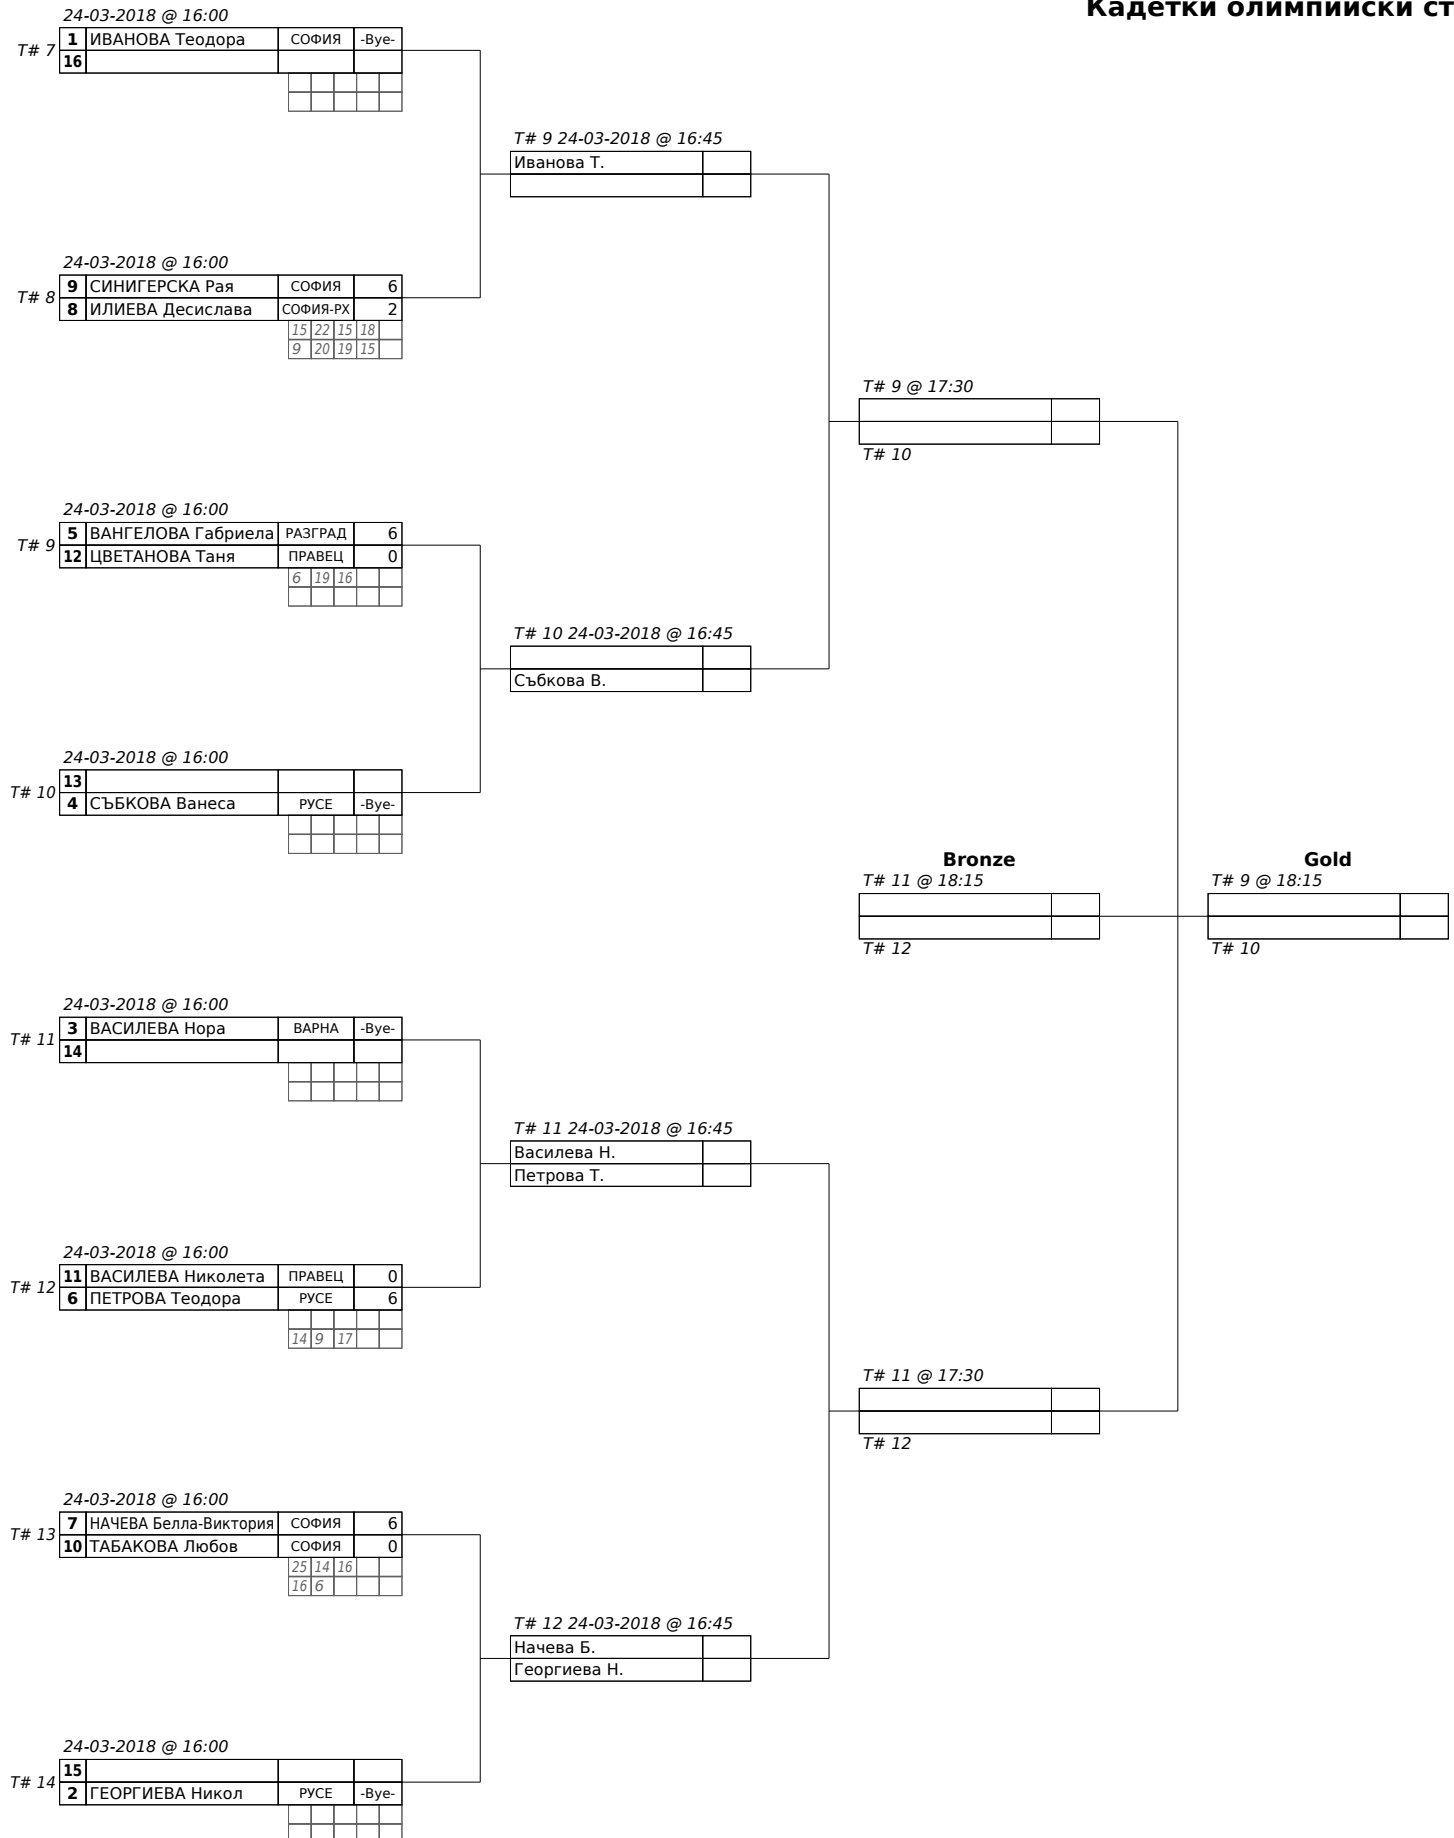 Кадетки олимпийски ст
24-03-2018 @ 16:00
T# 7
1 ИВАНОВА Теодора СОФИЯ -Bye-
16
T# 9 24-03-2018 @ 16:45
Иванова Т.
24-03-2018 @ 16:00
T# 8
9 СИНИГЕРСКА Рая СОФИЯ 6
8 ИЛИЕВА Десислава СОФИЯ-РХ 2
15 22 15 18
9 20 19 15
T# 9 @ 17:30
T# 10
24-03-2018 @ 16:00
T# 9
5 ВАНГЕЛОВА Габриела РАЗГРАД 6
12 ЦВЕТАНОВА Таня ПРАВЕЦ 0
6 19 16
T# 10 24-03-2018 @ 16:45
Събкова В.
24-03-2018 @ 16:00
T# 10
13
4 СЪБКОВА Ванеса РУСЕ -Bye-
Bronze
T# 11 @ 18:15
T# 12
Gold
T# 9 @ 18:15
T# 10
24-03-2018 @ 16:00
T# 11
3 ВАСИЛЕВА Нора ВАРНА -Bye-
14
T# 11 24-03-2018 @ 16:45
Василева Н.
Петрова Т.
24-03-2018 @ 16:00
T# 12
11 ВАСИЛЕВА Николета ПРАВЕЦ 0
6 ПЕТРОВА Теодора РУСЕ 6
14 9 17
T# 11 @ 17:30
T# 12
24-03-2018 @ 16:00
T# 13
7 НАЧЕВА Белла-Виктория СОФИЯ 6
10 ТАБАКОВА Любов СОФИЯ 0
25 14 16
16 6
T# 12 24-03-2018 @ 16:45
Начева Б.
Георгиева Н.
24-03-2018 @ 16:00
T# 14
15
2 ГЕОРГИЕВА Никол РУСЕ -Bye-